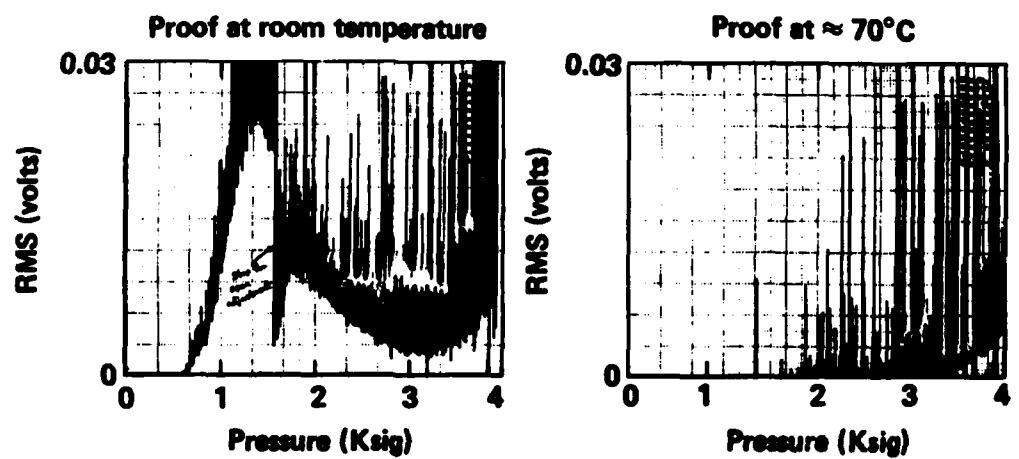 Proof at room temperature
0.03
RMS (volts)
0
0 1 2 3 4
Pressure (Ksig)
Proof at ≈ 70°C
0.03
RMS (volts)
0
0 1 2 3 4
Pressure (Ksig)